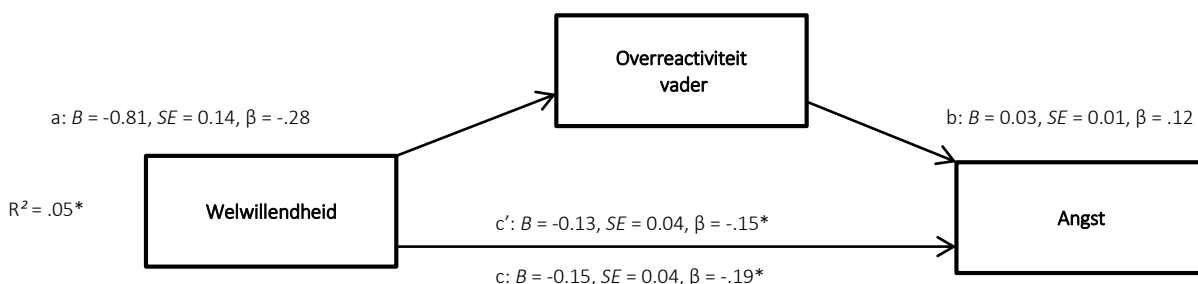 Overreactiviteit
vader
a: B = -0.81, SE = 0.14, β = -.28
b: B = 0.03, SE = 0.01, β = .12
R² = .05*
Welwillendheid
c’: B = -0.13, SE = 0.04, β = -.15*
Angst
c: B = -0.15, SE = 0.04, β = -.19*